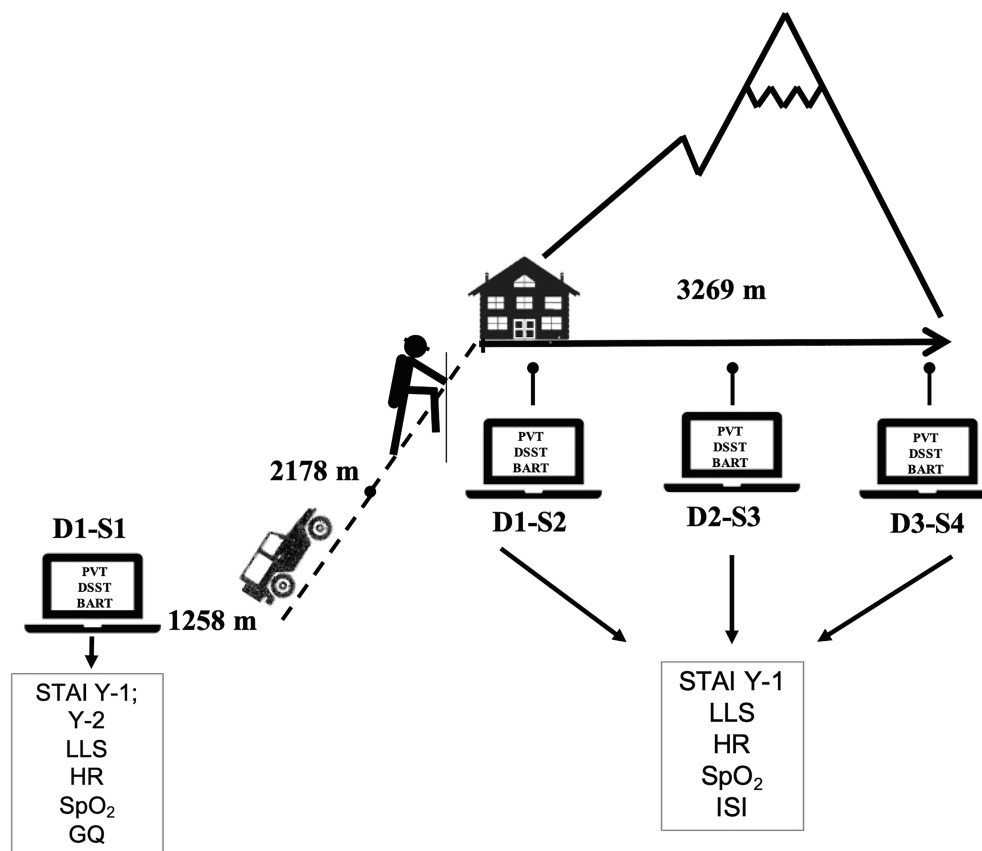 3269 m
2178 m
D1-S1
PVT
DSST
BART
1258 m
STAI Y-1;
Y-2
LLS
HR
SpO₂
GQ
PVT
DSST
BART
D1-S2
PVT
DSST
BART
D2-S3
PVT
DSST
BART
D3-S4
STAI Y-1
LLS
HR
SpO₂
ISI